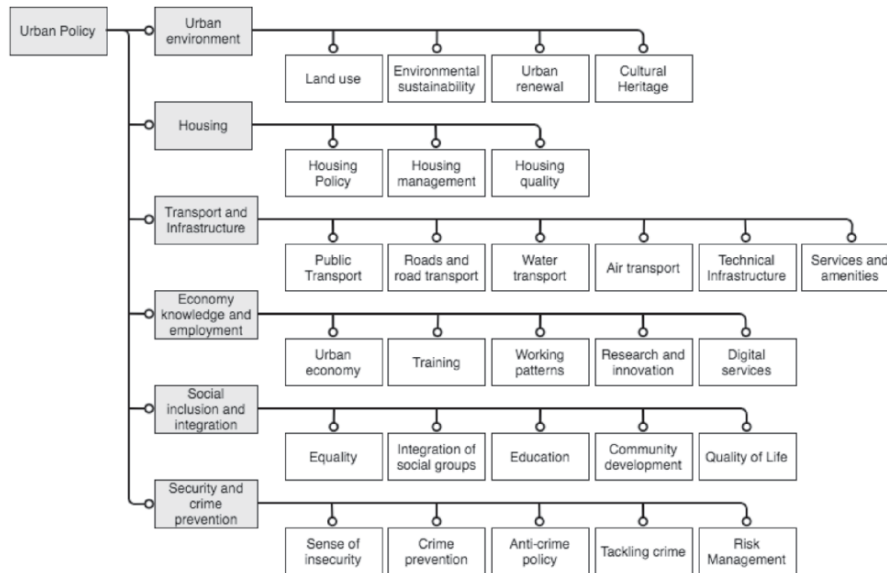 Urban Policy
Urban
environment
Land use
Environmental
sustainability
Urban
renewal
Cultural
Heritage
Housing
Housing
Policy
Housing
management
Housing
quality
Transport and
Infrastructure
Public
Transport
Roads and
road transport
Water
transport
Air transport
Technical
Infrastructure
Services and
amenities
Economy
knowledge and
employment
Urban
economy
Training
Working
patterns
Research and
innovation
Digital
services
Social
inclusion and
integration
Equality
Integration of
social groups
Education
Community
development
Quality of Life
Security and
crime
prevention
Sense of
insecurity
Crime
prevention
Anti-crime
policy
Tackling crime
Risk
Management